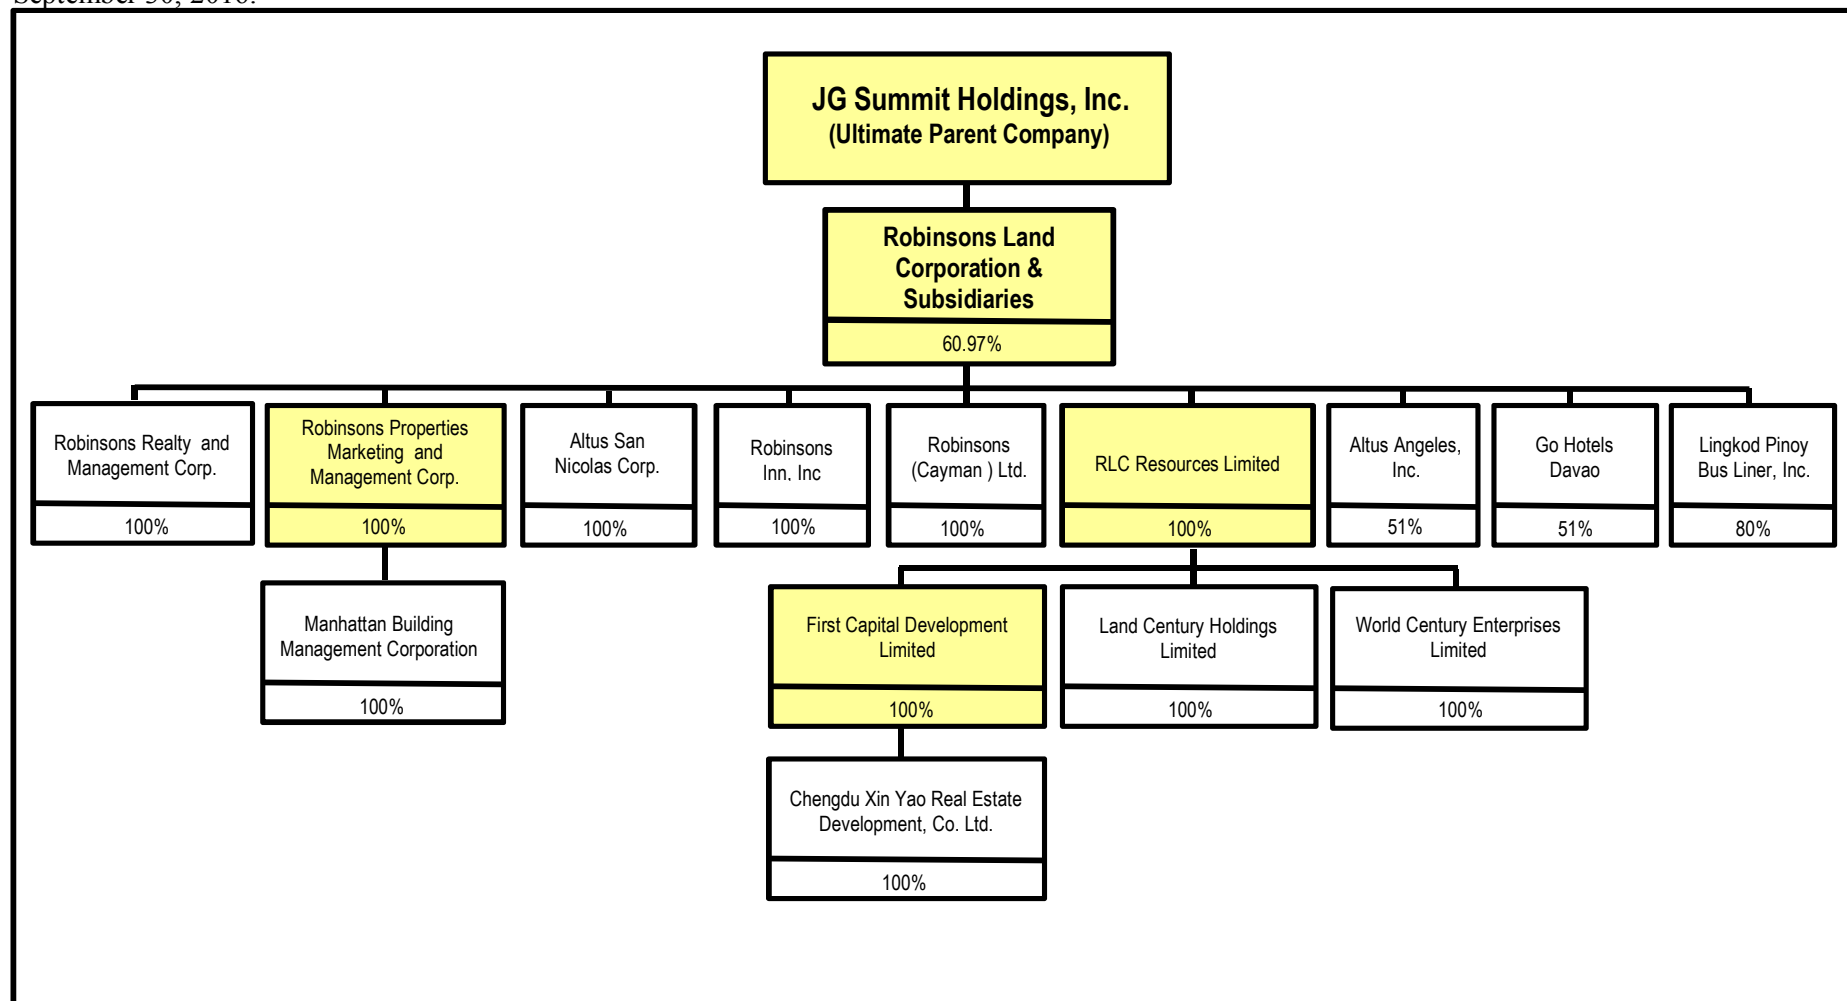 September 30, 2016.
JG Summit Holdings, Inc.
(Ultimate Parent Company)
Robinsons Land
Corporation &
Subsidiaries
60.97%
Robinsons Realty and
Management Corp.
100%
Robinsons Properties
Marketing and
Management Corp.
100%
Altus San
Nicolas Corp.
100%
Robinsons
Inn, Inc
100%
Robinsons
(Cayman ) Ltd.
100%
RLC Resources Limited
100%
Altus Angeles,
Inc.
51%
Go Hotels
Davao
51%
Lingkod Pinoy
Bus Liner, Inc.
80%
Manhattan Building
Management Corporation
100%
First Capital Development
Limited
100%
Land Century Holdings
Limited
100%
World Century Enterprises
Limited
100%
Chengdu Xin Yao Real Estate
Development, Co. Ltd.
100%